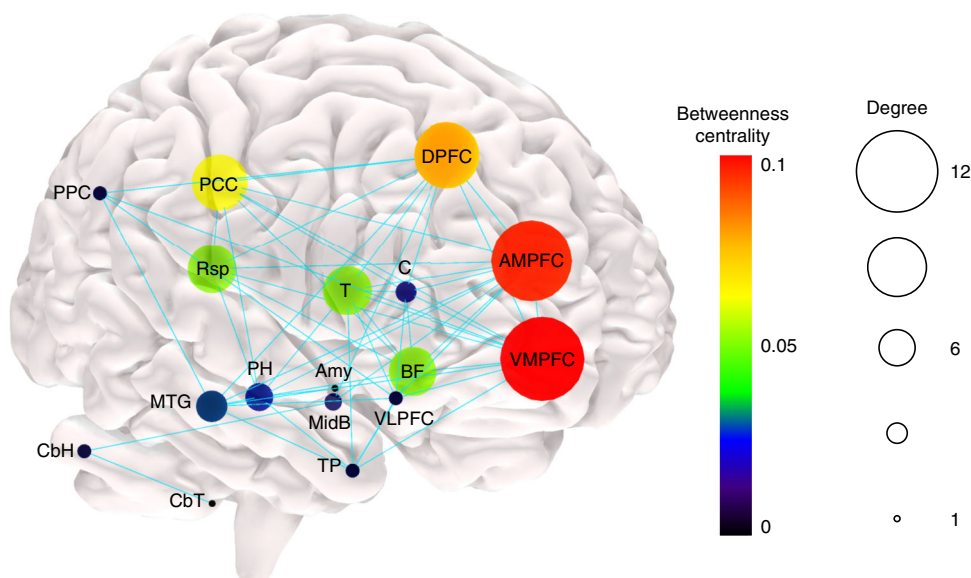 Betweenness
centrality
Degree
0.1
12
DPFC
PCC
PPC
AMPFC
Rsp
C
T
0.05
6
VMPFC
PH
Amy
BF
MTG
MidB
VLPFC
CbH
TP
CbT
0
1